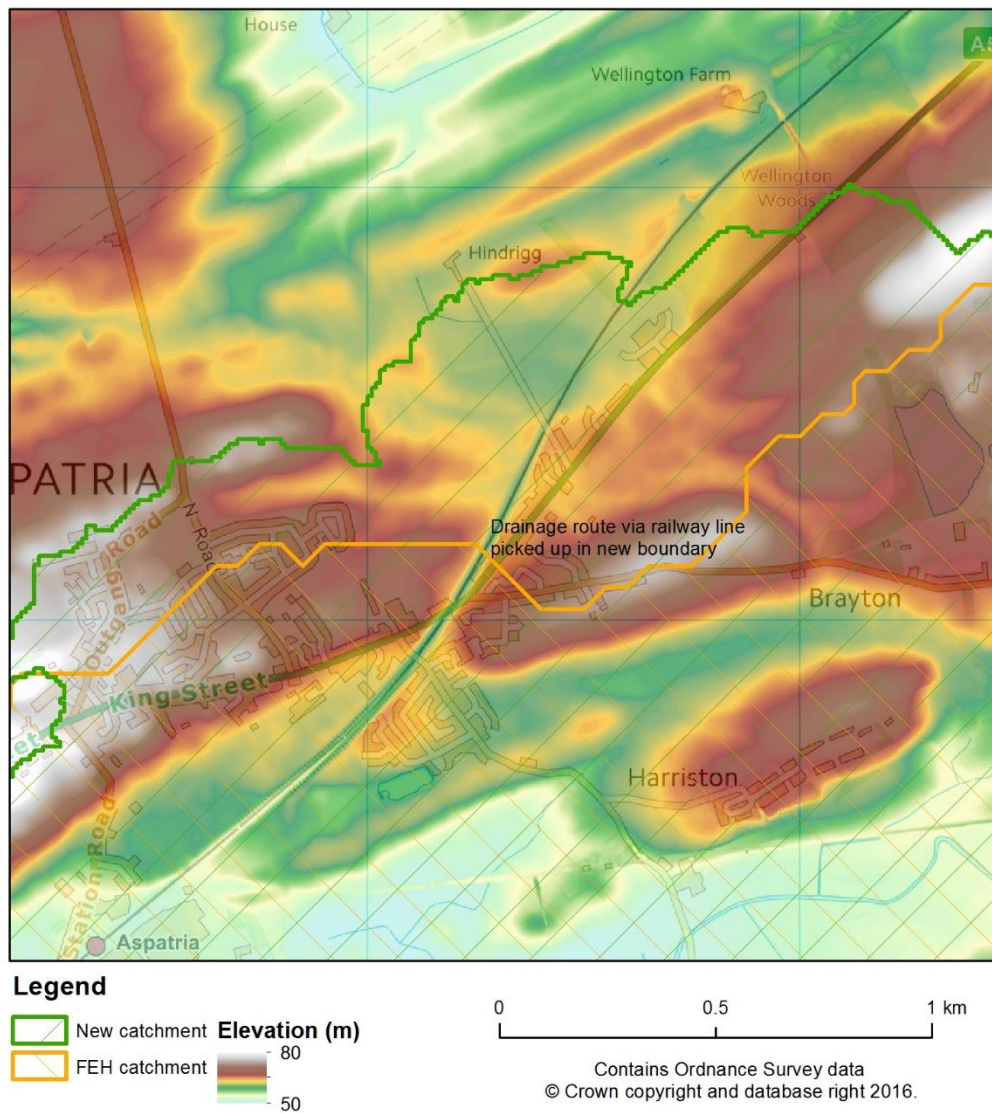 House
A5
Wellington Farm
Wellington
Woods
Hindrigg
PATRIA
N Road
Outgang Road
Drainage route via railway line
picked up in new boundary
Brayton
King Street
et
Harriston
Station Road
Aspatria
Legend
New catchment
FEH catchment
Elevation (m)
80
50
0
0.5
1 km
Contains Ordnance Survey data
© Crown copyright and database right 2016.